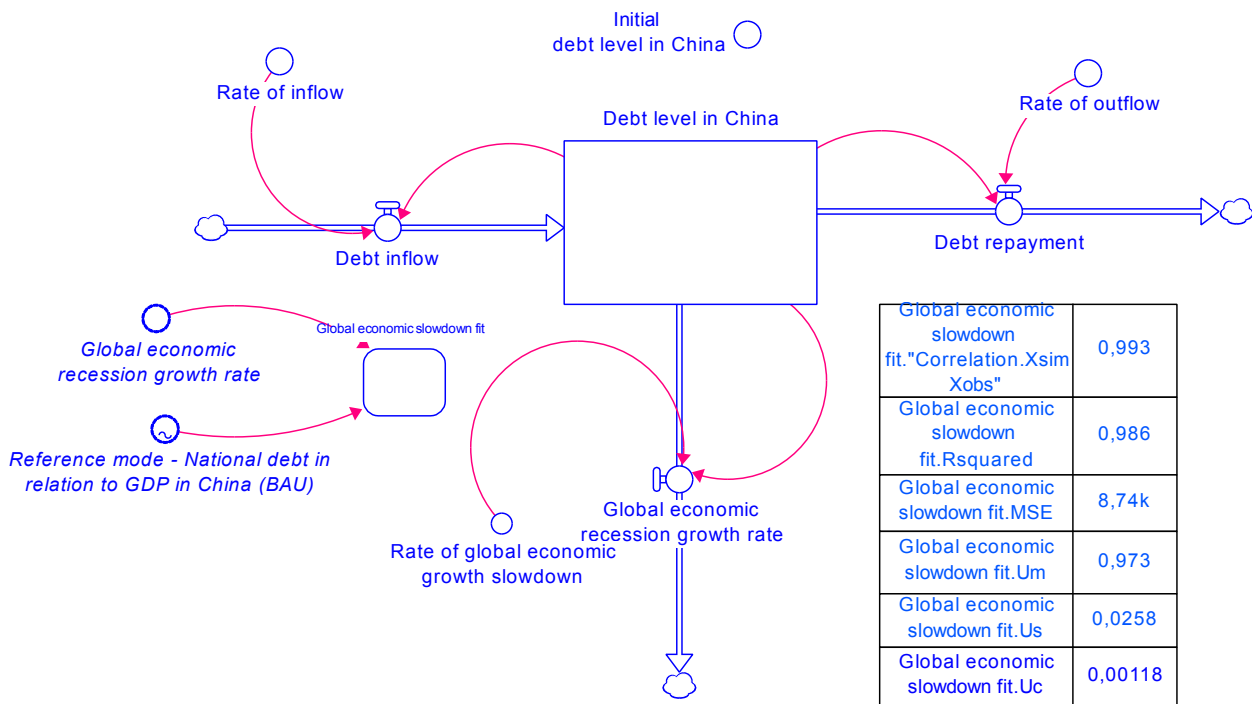 Initial
debt level in China
Rate of inflow
Rate of outflow
Debt level in China
Debt inflow
Debt repayment
Global economic slowdown fit
Global economic
recession growth rate
Reference mode - National debt in
relation to GDP in China (BAU)
Global economic
recession growth rate
Rate of global economic
growth slowdown
Global economic
slowdown
fit."Correlation.Xsim
Xobs"
0,993
Global economic
slowdown
fit.Rsquared
0,986
Global economic
slowdown fit.MSE
8,74k
Global economic
slowdown fit.Um
0,973
Global economic
slowdown fit.Us
0,0258
Global economic
slowdown fit.Uc
0,00118